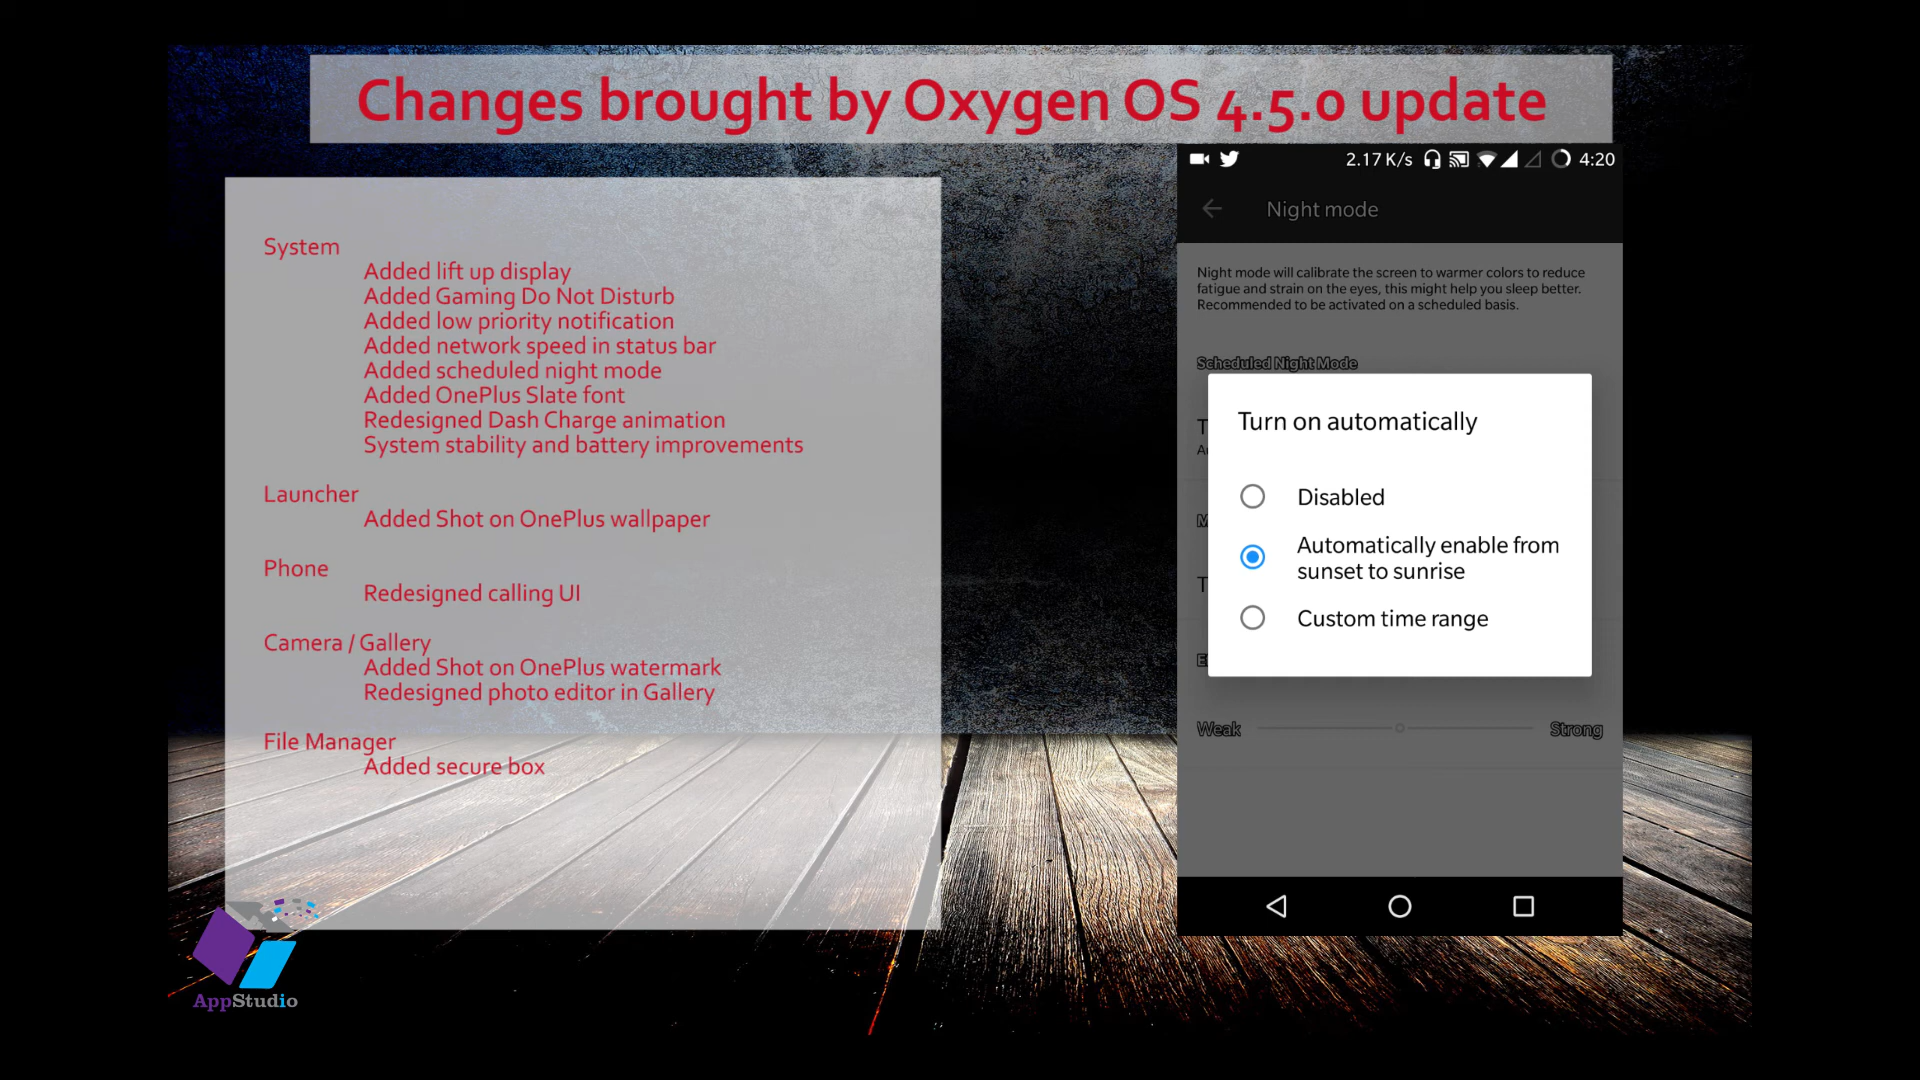 Changes brought by Oxygen OS 4.5.0 update
System
Added lift up display
Added Gaming Do Not Disturb
Added low priority notification
Added network speed in status bar
Added scheduled night mode
Added OnePlus Slate font
Redesigned Dash Charge animation
System stability and battery improvements
Launcher
Added Shot on OnePlus wallpaper
Phone
Redesigned calling UI
Camera / Gallery
Added Shot on OnePlus watermark
Redesigned photo editor in Gallery
File Manager
Added secure box
AppStudio
2.17 K/s 4:20
Night mode
Night mode will calibrate the screen to warmer colors to reduce
fatigue and strain on the eyes, this might help you sleep better.
Recommended to be activated on a scheduled basis.
Scheduled Night Mode
Turn on automatically
Disabled
Automatically enable from
sunset to sunrise
Custom time range
Weak Strong